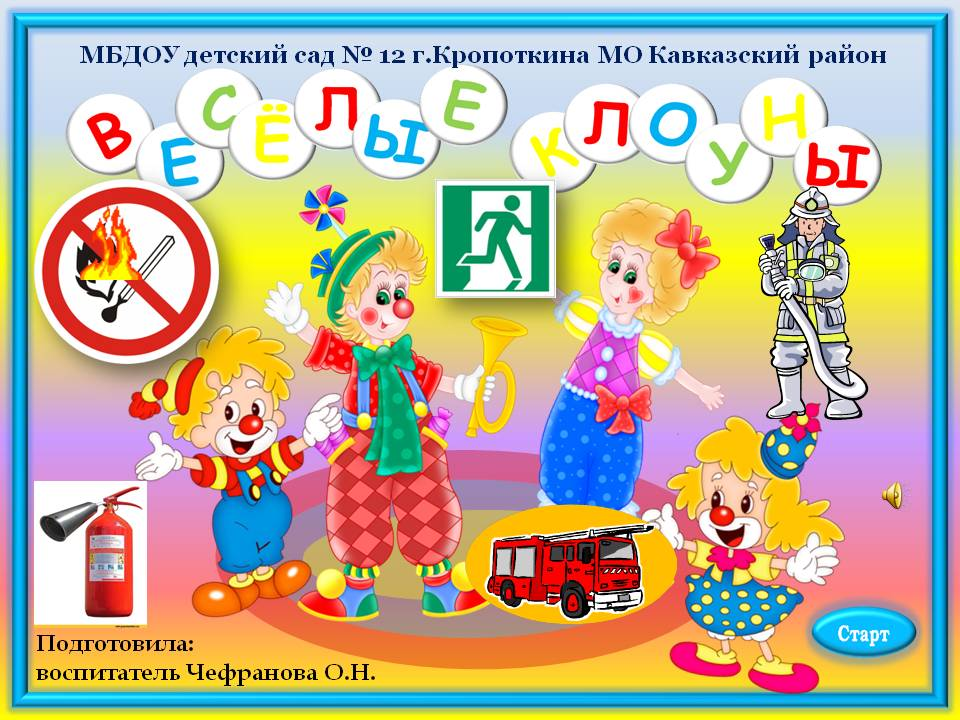 МБДОУ детский сад № 12 г.Кропоткина МО Кавказский район
ВЕСЁЛЫЕ КЛОУНЫ
Подготовила:
воспитатель Чефранова О.Н.
Старт